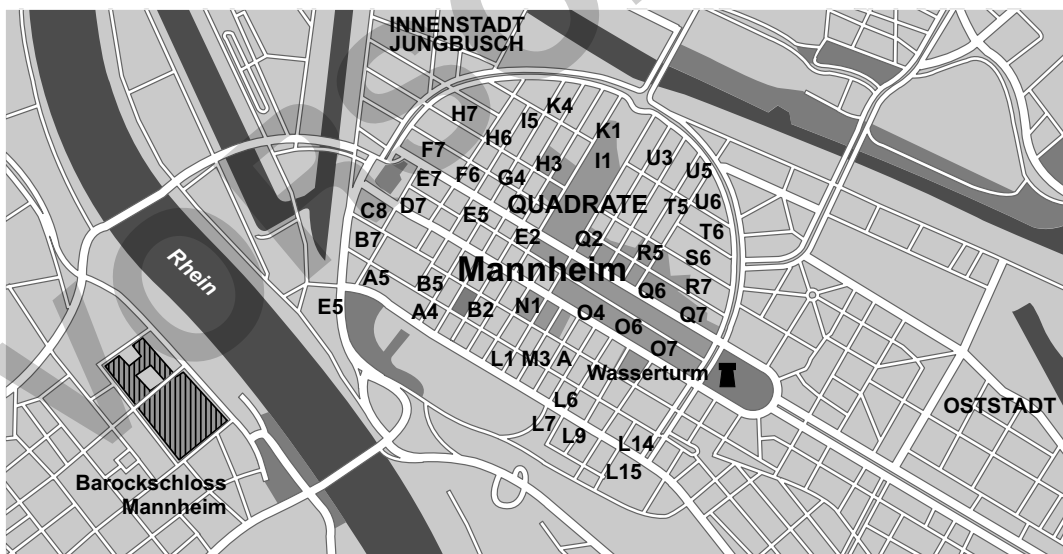 INNENSTADT
JUNGBUSCH
H7
I5
K4
H6
K1
F7
H3
I1
U3
E7
F6
G4
U5
C8
D7
E5
QUADRATE
T5
U6
B7
E2
Q2
T6
R5
S6
Rhein
Mannheim
A5
B5
Q6
R7
E5
A4
B2
N1
O4
O6
Q7
L1
M3
A
O7
Wasserturm
L6
OSTSTADT
L7
L9
L14
L15
Barockschloss
Mannheim